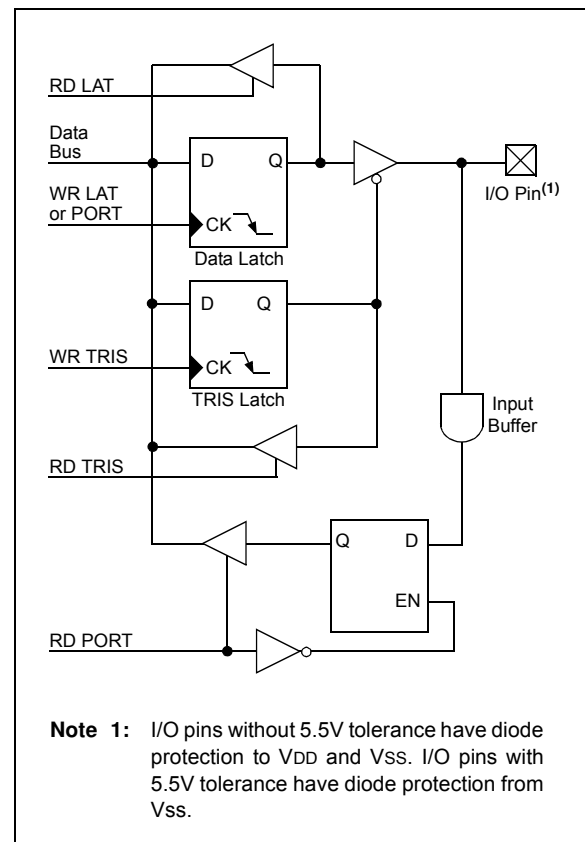 RD LAT
Data
Bus
D Q
WR LAT
or PORT
CK
Data Latch
I/O Pin(1)
D Q
WR TRIS
CK
TRIS Latch
Input
Buffer
RD TRIS
Q D
EN
RD PORT
Note 1: I/O pins without 5.5V tolerance have diode
protection to VDD and VSS. I/O pins with
5.5V tolerance have diode protection from
Vss.